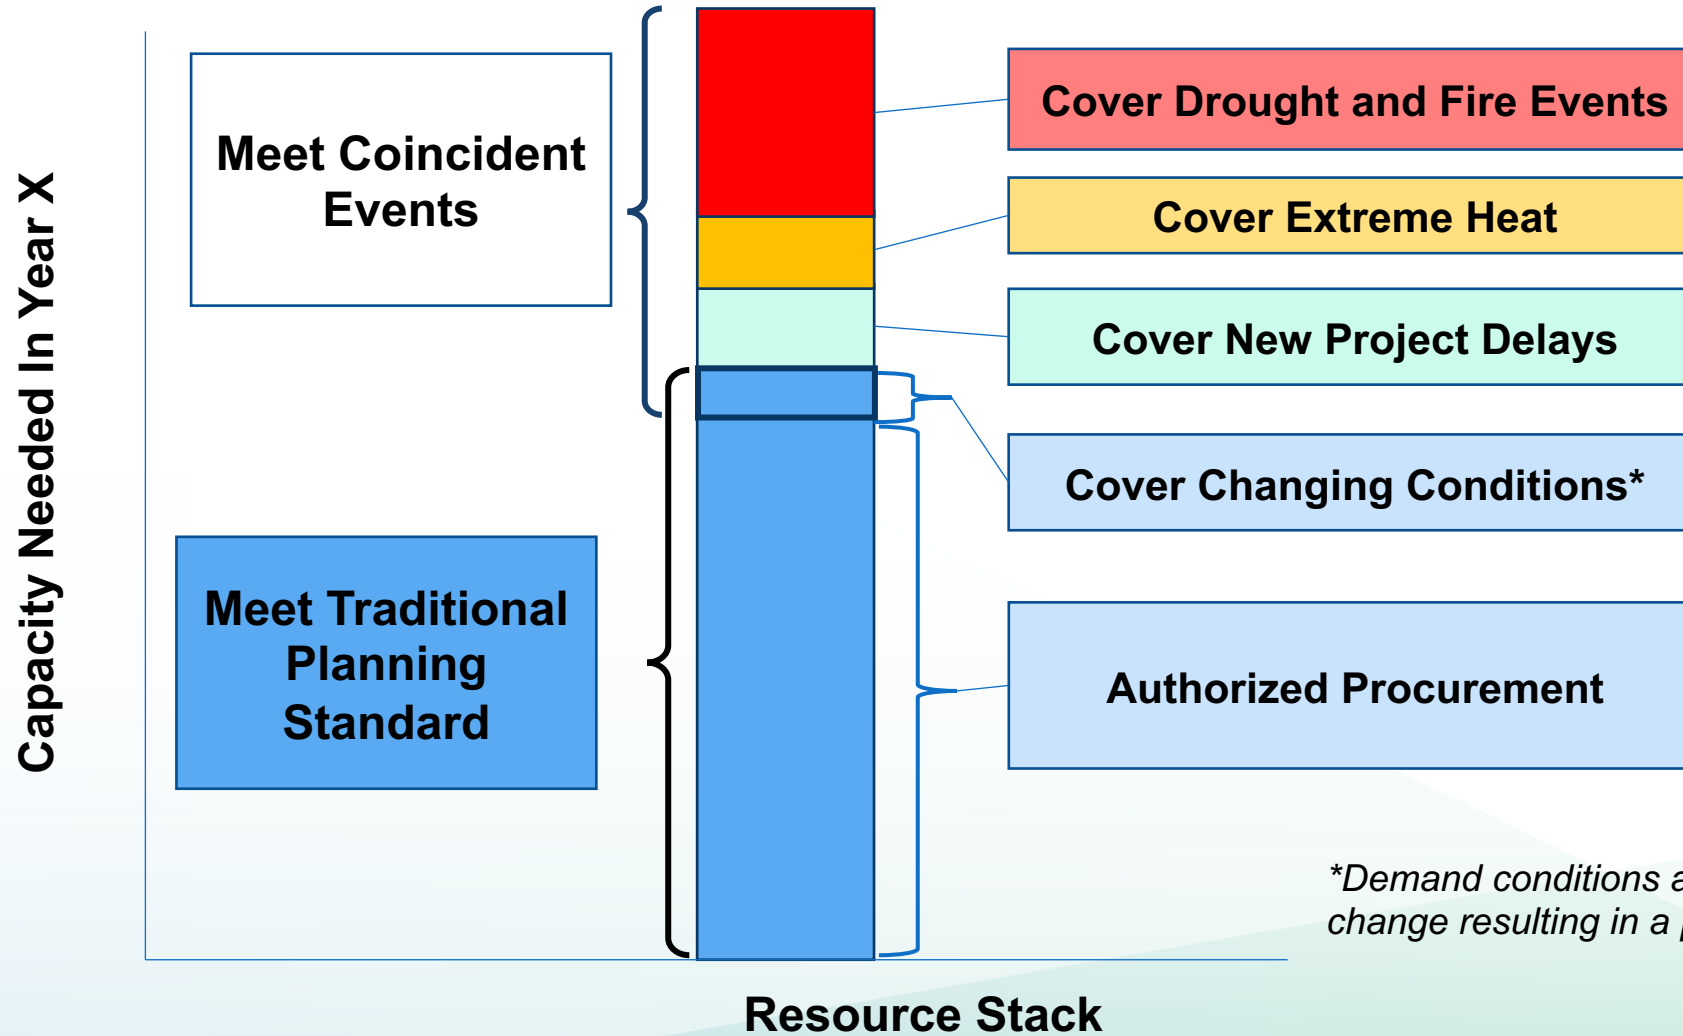 Capacity Needed In Year X
Meet Coincident
Events
Meet Traditional
Planning
Standard
Cover Drought and Fire Events
Cover Extreme Heat
Cover New Project Delays
Cover Changing Conditions*
Authorized Procurement
*Demand conditions
change resulting in a
Resource Stack